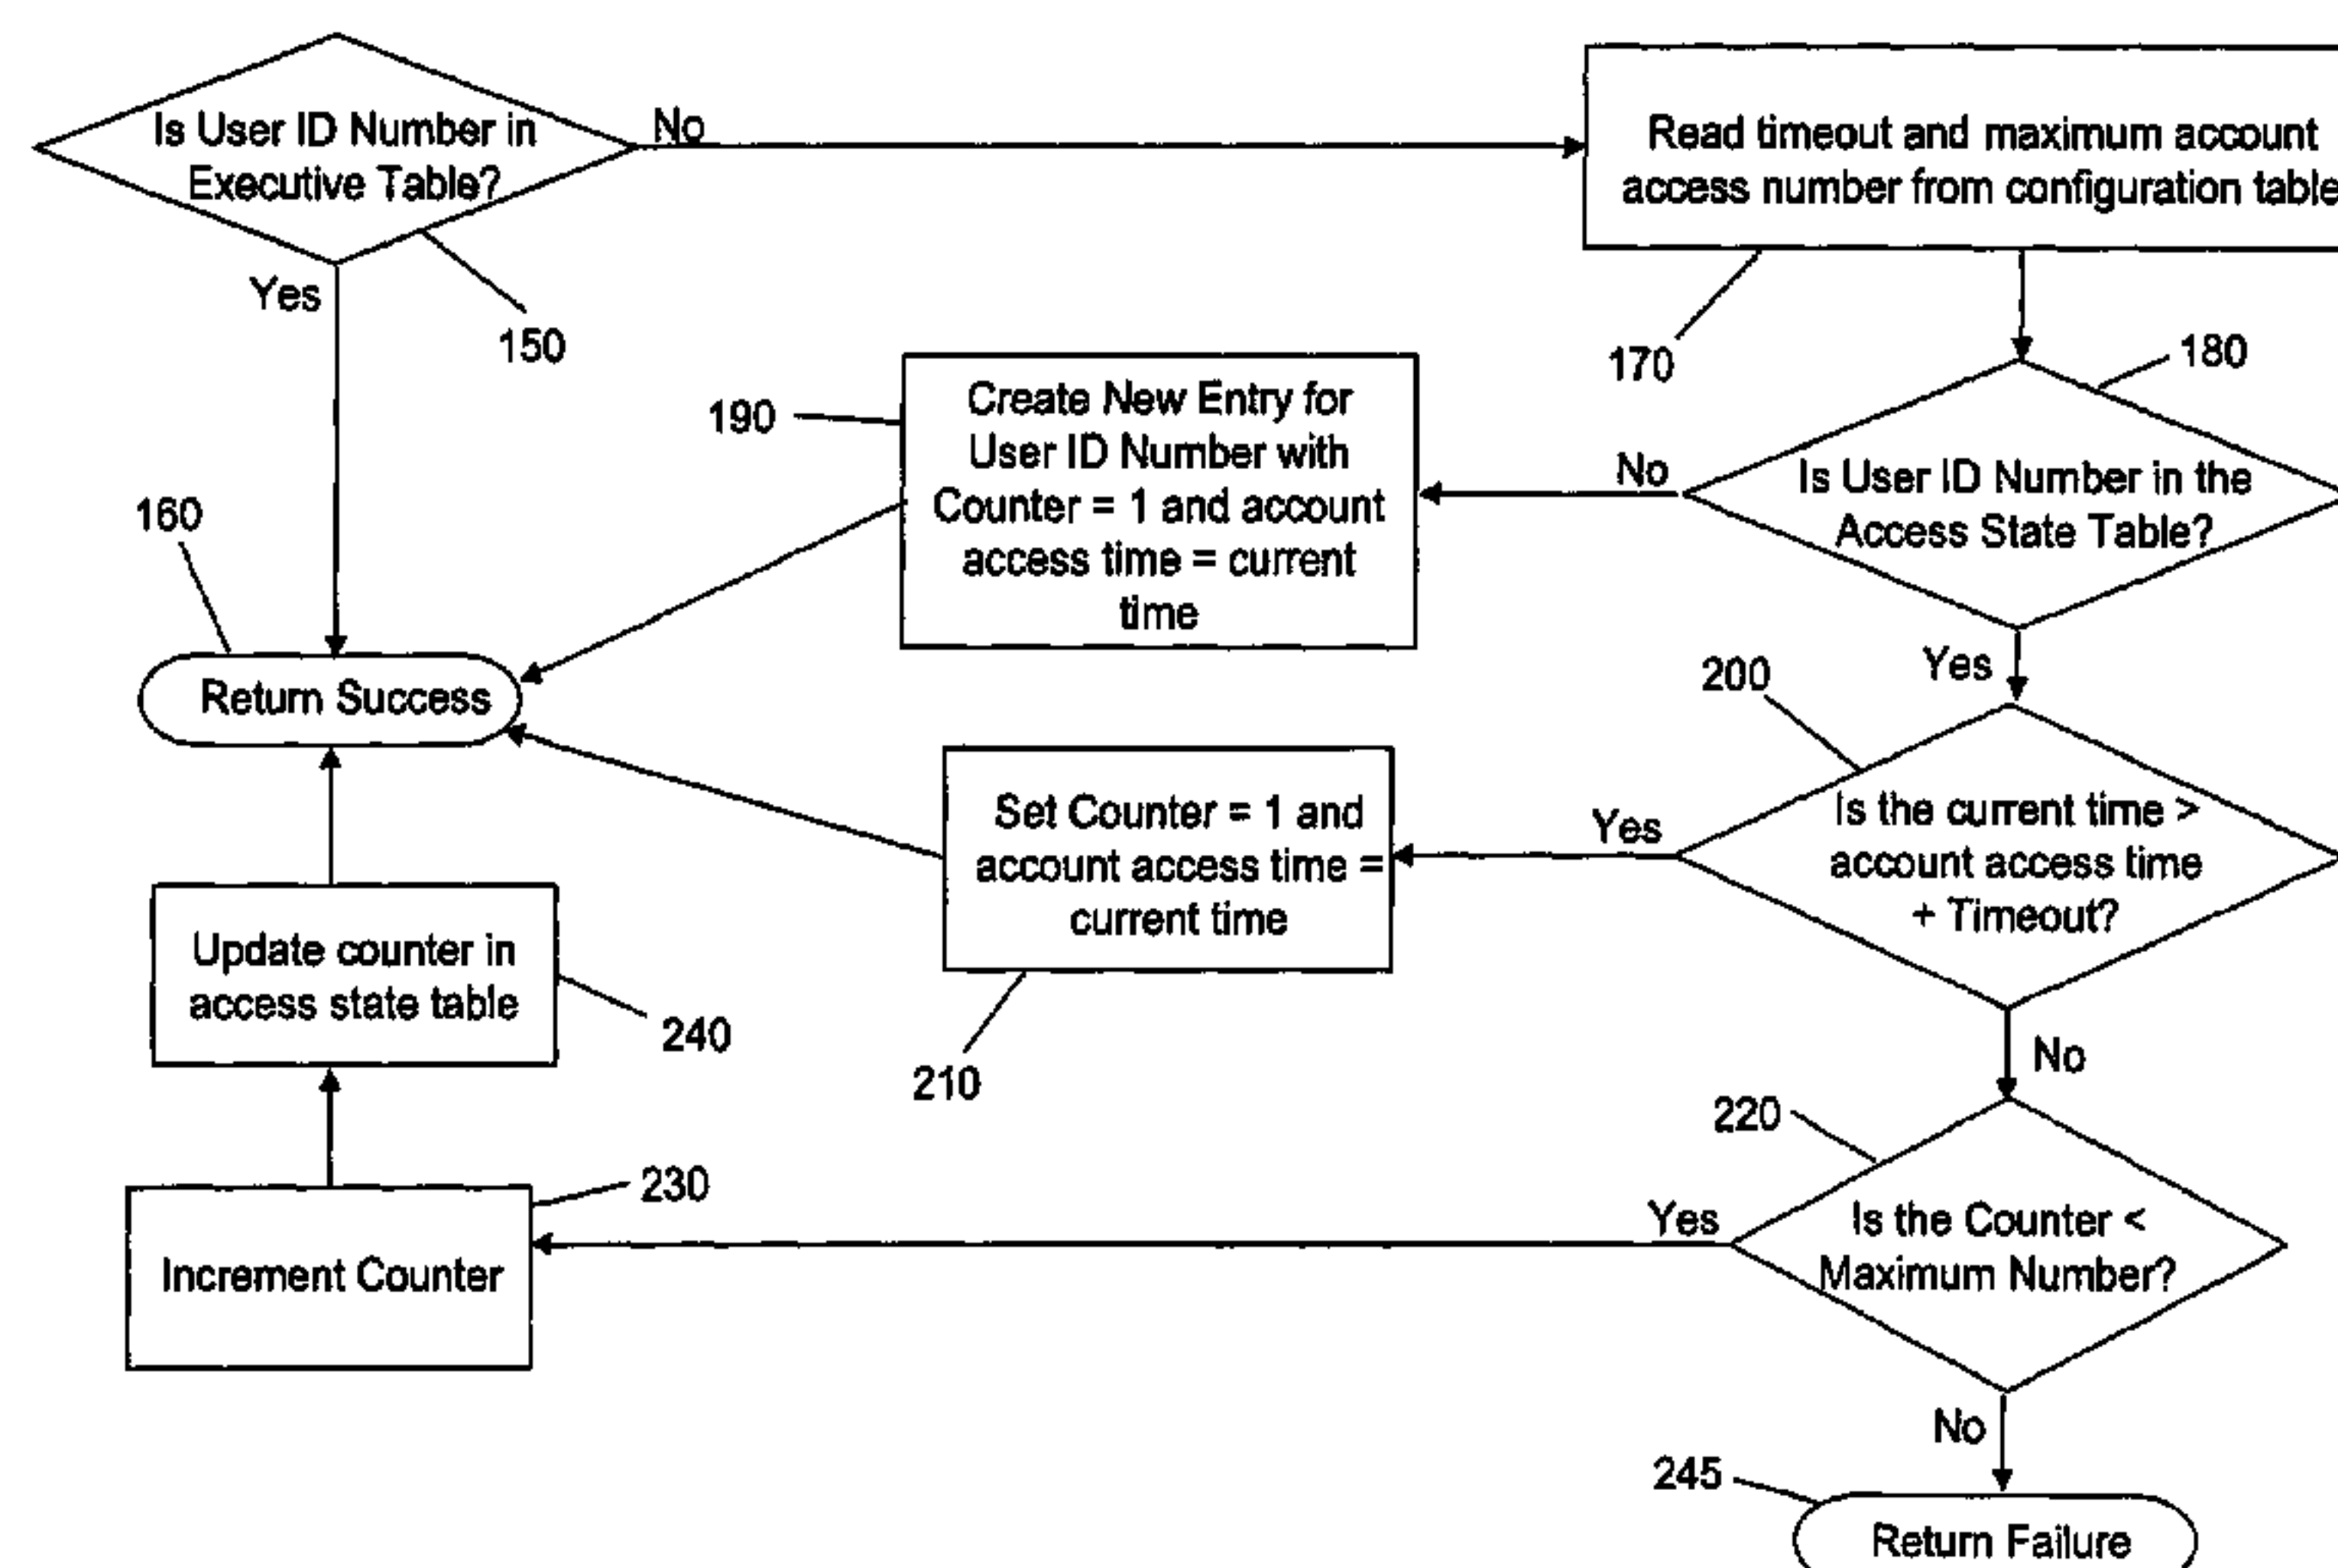 Is User ID Number in
Executive Table?
No
Read timeout and maximum account
access number from configuration table
Yes
150
170
180
190
Create New Entry for
User ID Number with
Counter = 1 and account
access time = current
time
No
Is User ID Number in the
Access State Table?
160
Return Success
Yes
200
Set Counter = 1 and
account access time =
current time
Yes
Is the current time >
account access time
+ Timeout?
Update counter in
access state table
240
210
No
220
230
Increment Counter
Yes
Is the Counter <
Maximum Number?
No
245
Return Failure